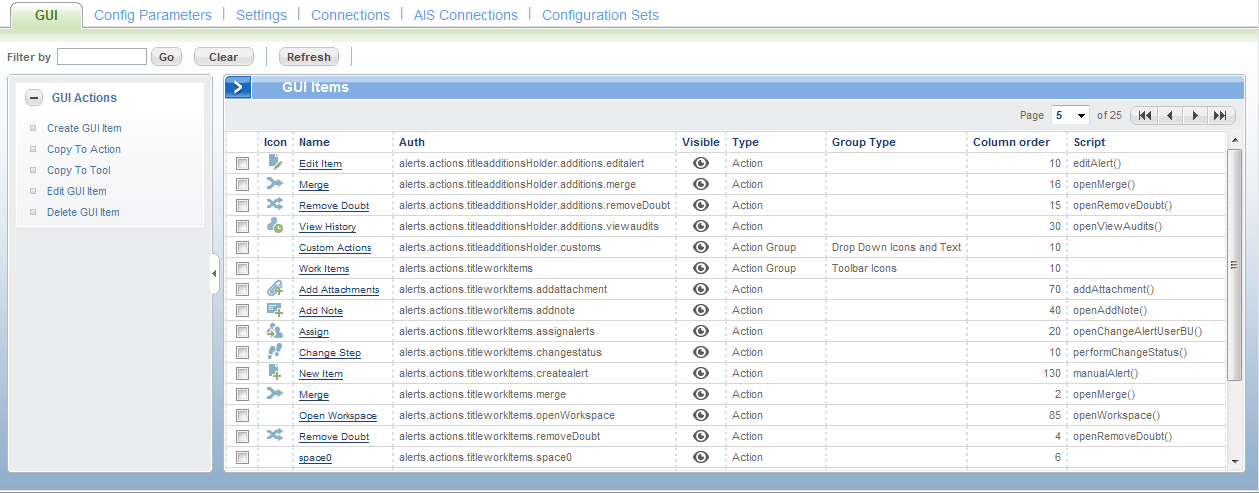 GUI Config Parameters Settings Connections AIS Connections Configuration Sets
Filter by Go Clear Refresh
GUI Actions
Create GUI Item
Copy To Action
Copy To Tool
Edit GUI Item
Delete GUI Item
GUI Items
Page 5 of 25
Icon Name Auth Visible Type Group Type Column order Script
Edit Item alerts.actions.titleadditionsHolder.additions.editalert Action 10 editAlert()
Merge alerts.actions.titleadditionsHolder.additions.merge Action 16 openMerge()
Remove Doubt alerts.actions.titleadditionsHolder.additions.removeDoubt Action 15 openRemoveDoubt()
View History alerts.actions.titleadditionsHolder.additions.viewaudits Action 30 openViewAudits()
Custom Actions alerts.actions.titleadditionsHolder.customs Action Group Drop Down Icons and Text 10
Work Items alerts.actions.titleworkItems Action Group Toolbar Icons 10
Add Attachments alerts.actions.titleworkItems.addattachment Action 70 addAttachment()
Add Note alerts.actions.titleworkItems.addnote Action 40 openAddNote()
Assign alerts.actions.titleworkItems.assignalerts Action 20 openChangeAlertUserBU()
Change Step alerts.actions.titleworkItems.changestatus Action 10 performChangeStatus()
New Item alerts.actions.titleworkItems.createalert Action 130 manualAlert()
Merge alerts.actions.titleworkItems.merge Action 2 openMerge()
Open Workspace alerts.actions.titleworkItems.openWorkspace Action 85 openWorkspace()
Remove Doubt alerts.actions.titleworkItems.removeDoubt Action 4 openRemoveDoubt()
space0 alerts.actions.titleworkItems.space0 Action 6